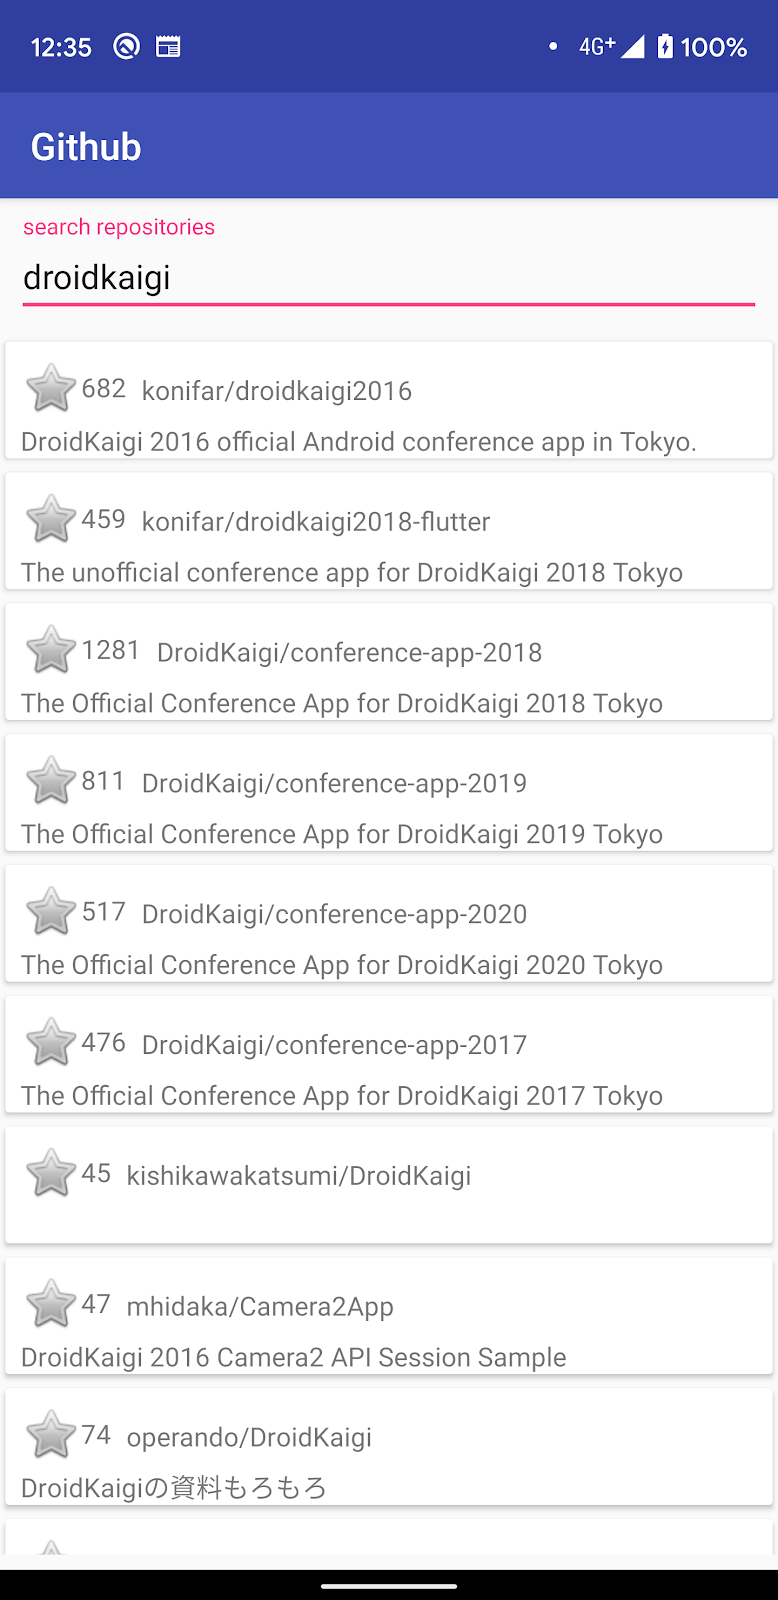 12:35 4G+ 100%
Github
search repositories
droidkaigi
682 konifar/droidkaigi2016
DroidKaigi 2016 official Android conference app in Tokyo.
459 konifar/droidkaigi2018-flutter
The unofficial conference app for DroidKaigi 2018 Tokyo
1281 DroidKaigi/conference-app-2018
The Official Conference App for DroidKaigi 2018 Tokyo
811 DroidKaigi/conference-app-2019
The Official Conference App for DroidKaigi 2019 Tokyo
517 DroidKaigi/conference-app-2020
The Official Conference App for DroidKaigi 2020 Tokyo
476 DroidKaigi/conference-app-2017
The Official Conference App for DroidKaigi 2017 Tokyo
45 kishikawakatsumi/DroidKaigi
47 mhidaka/Camera2App
DroidKaigi 2016 Camera2 API Session Sample
74 operando/DroidKaigi
DroidKaigiの資料もろもろ